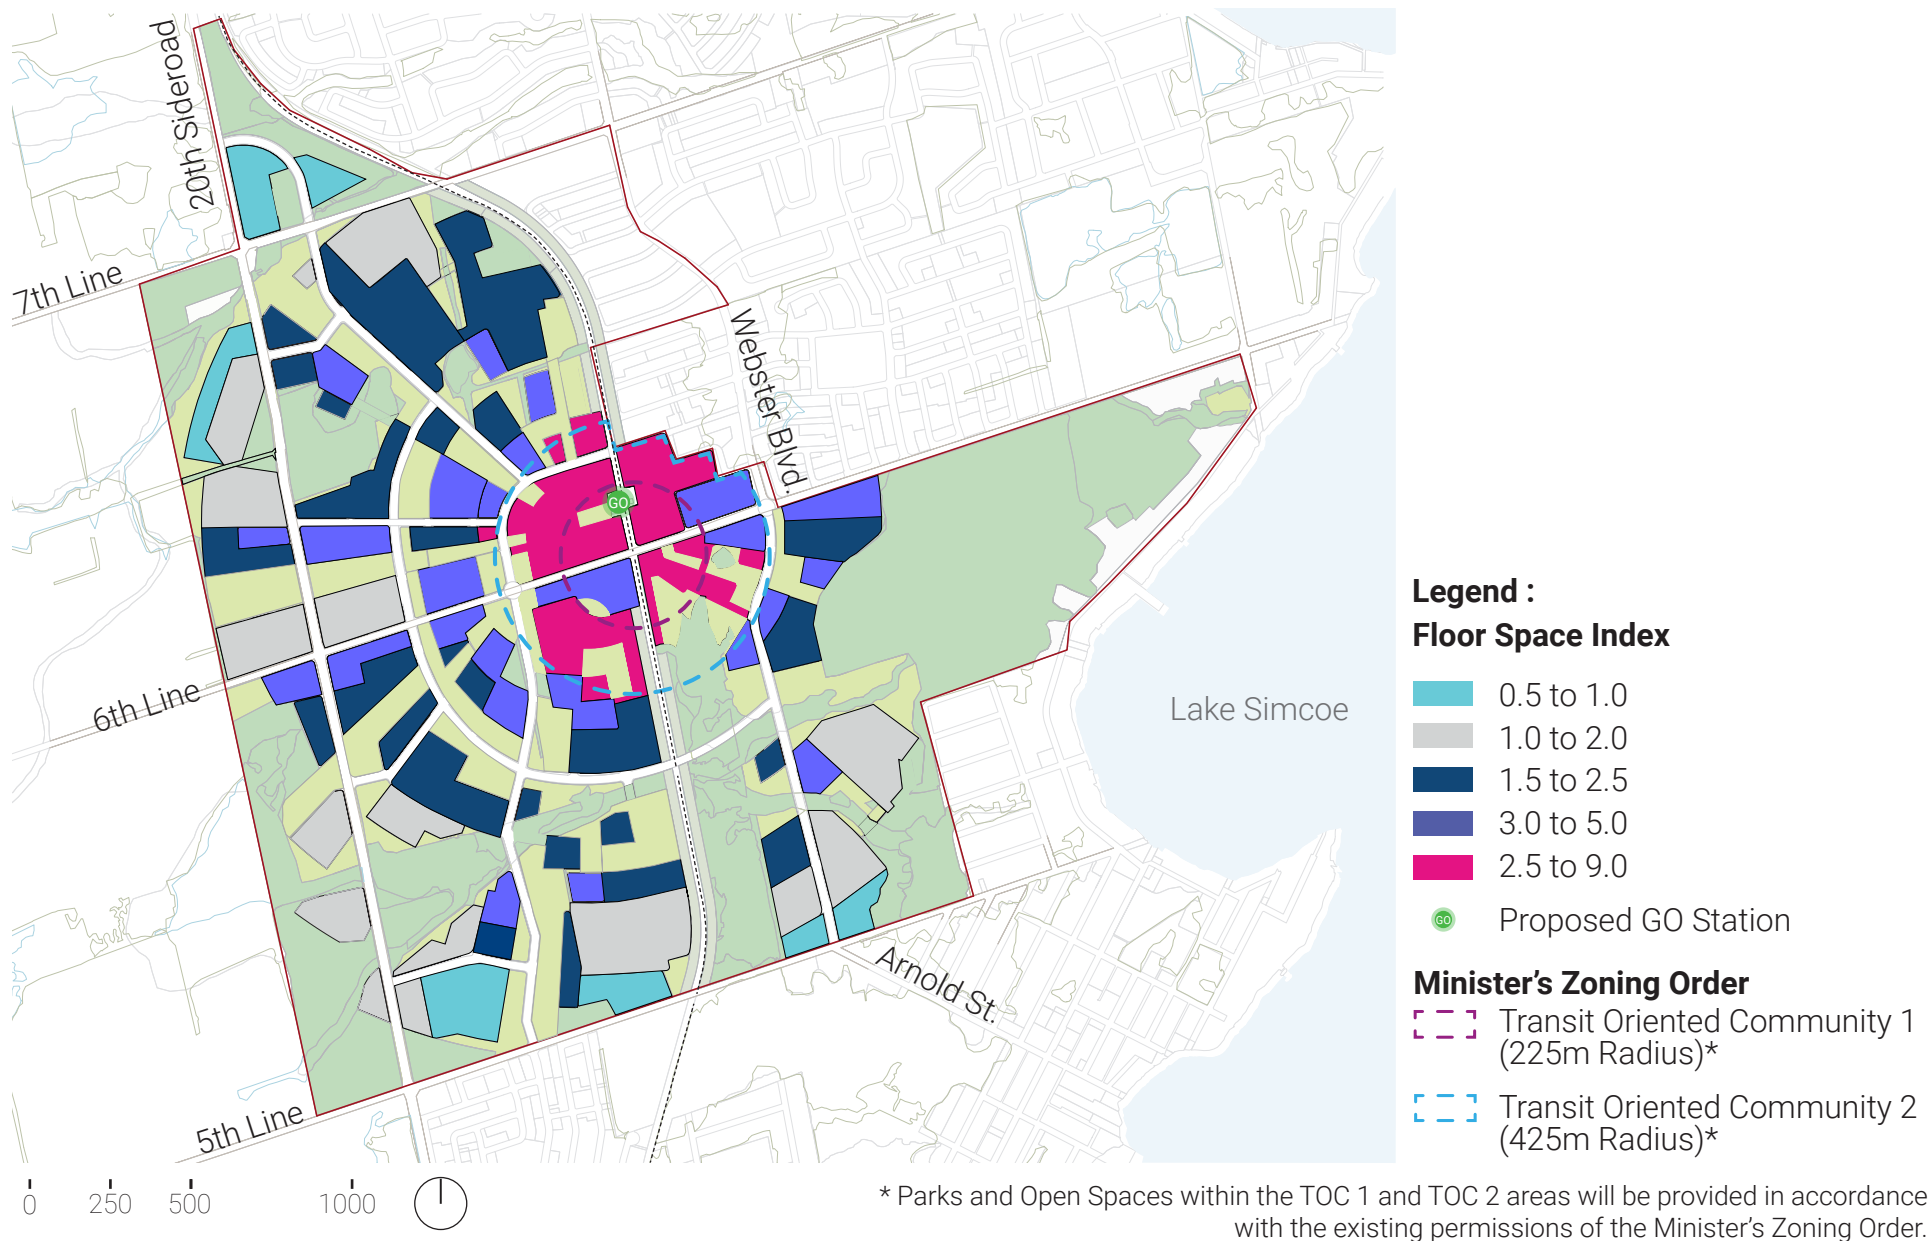 20th Sideroad
7th Line
Webster Blvd.
GO
6th Line
Lake Simcoe
Arnold St.
5th Line
Legend :
Floor Space Index
0.5 to 1.0
1.0 to 2.0
1.5 to 2.5
3.0 to 5.0
2.5 to 9.0
GO Proposed GO Station
Minister's Zoning Order
Transit Oriented Community 1
(225m Radius)*
Transit Oriented Community 2
(425m Radius)*
0 250 500 1000
* Parks and Open Spaces within the TOC 1 and TOC 2 areas will be provided in accordance
with the existing permissions of the Minister's Zoning Order.